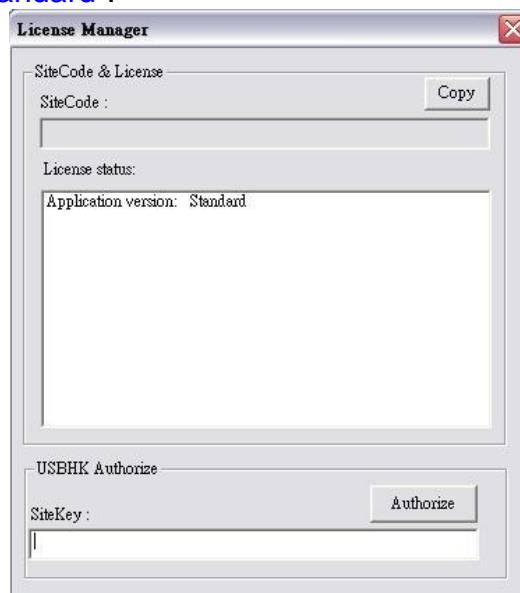 License Manager
SiteCode & License
SiteCode :
Copy
License status:
Application version: Standard
USBHK Authorize
SiteKey :
Authorize